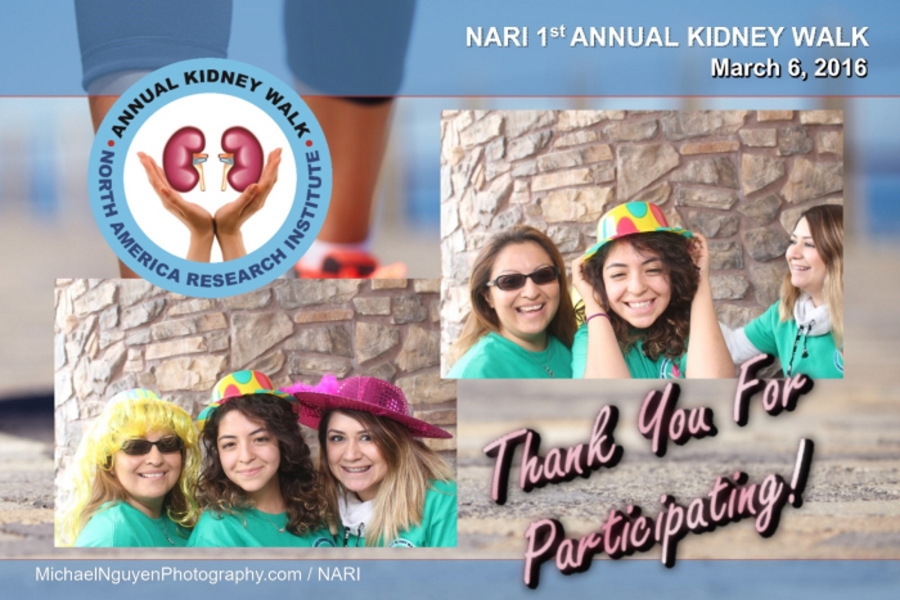 NARI 1st ANNUAL KIDNEY WALK
March 6, 2016
• ANNUAL KIDNEY WALK •
NORTH AMERICA RESEARCH INSTITUTE
Thank You For
Participating!
MichaelNguyenPhotography.com / NARI